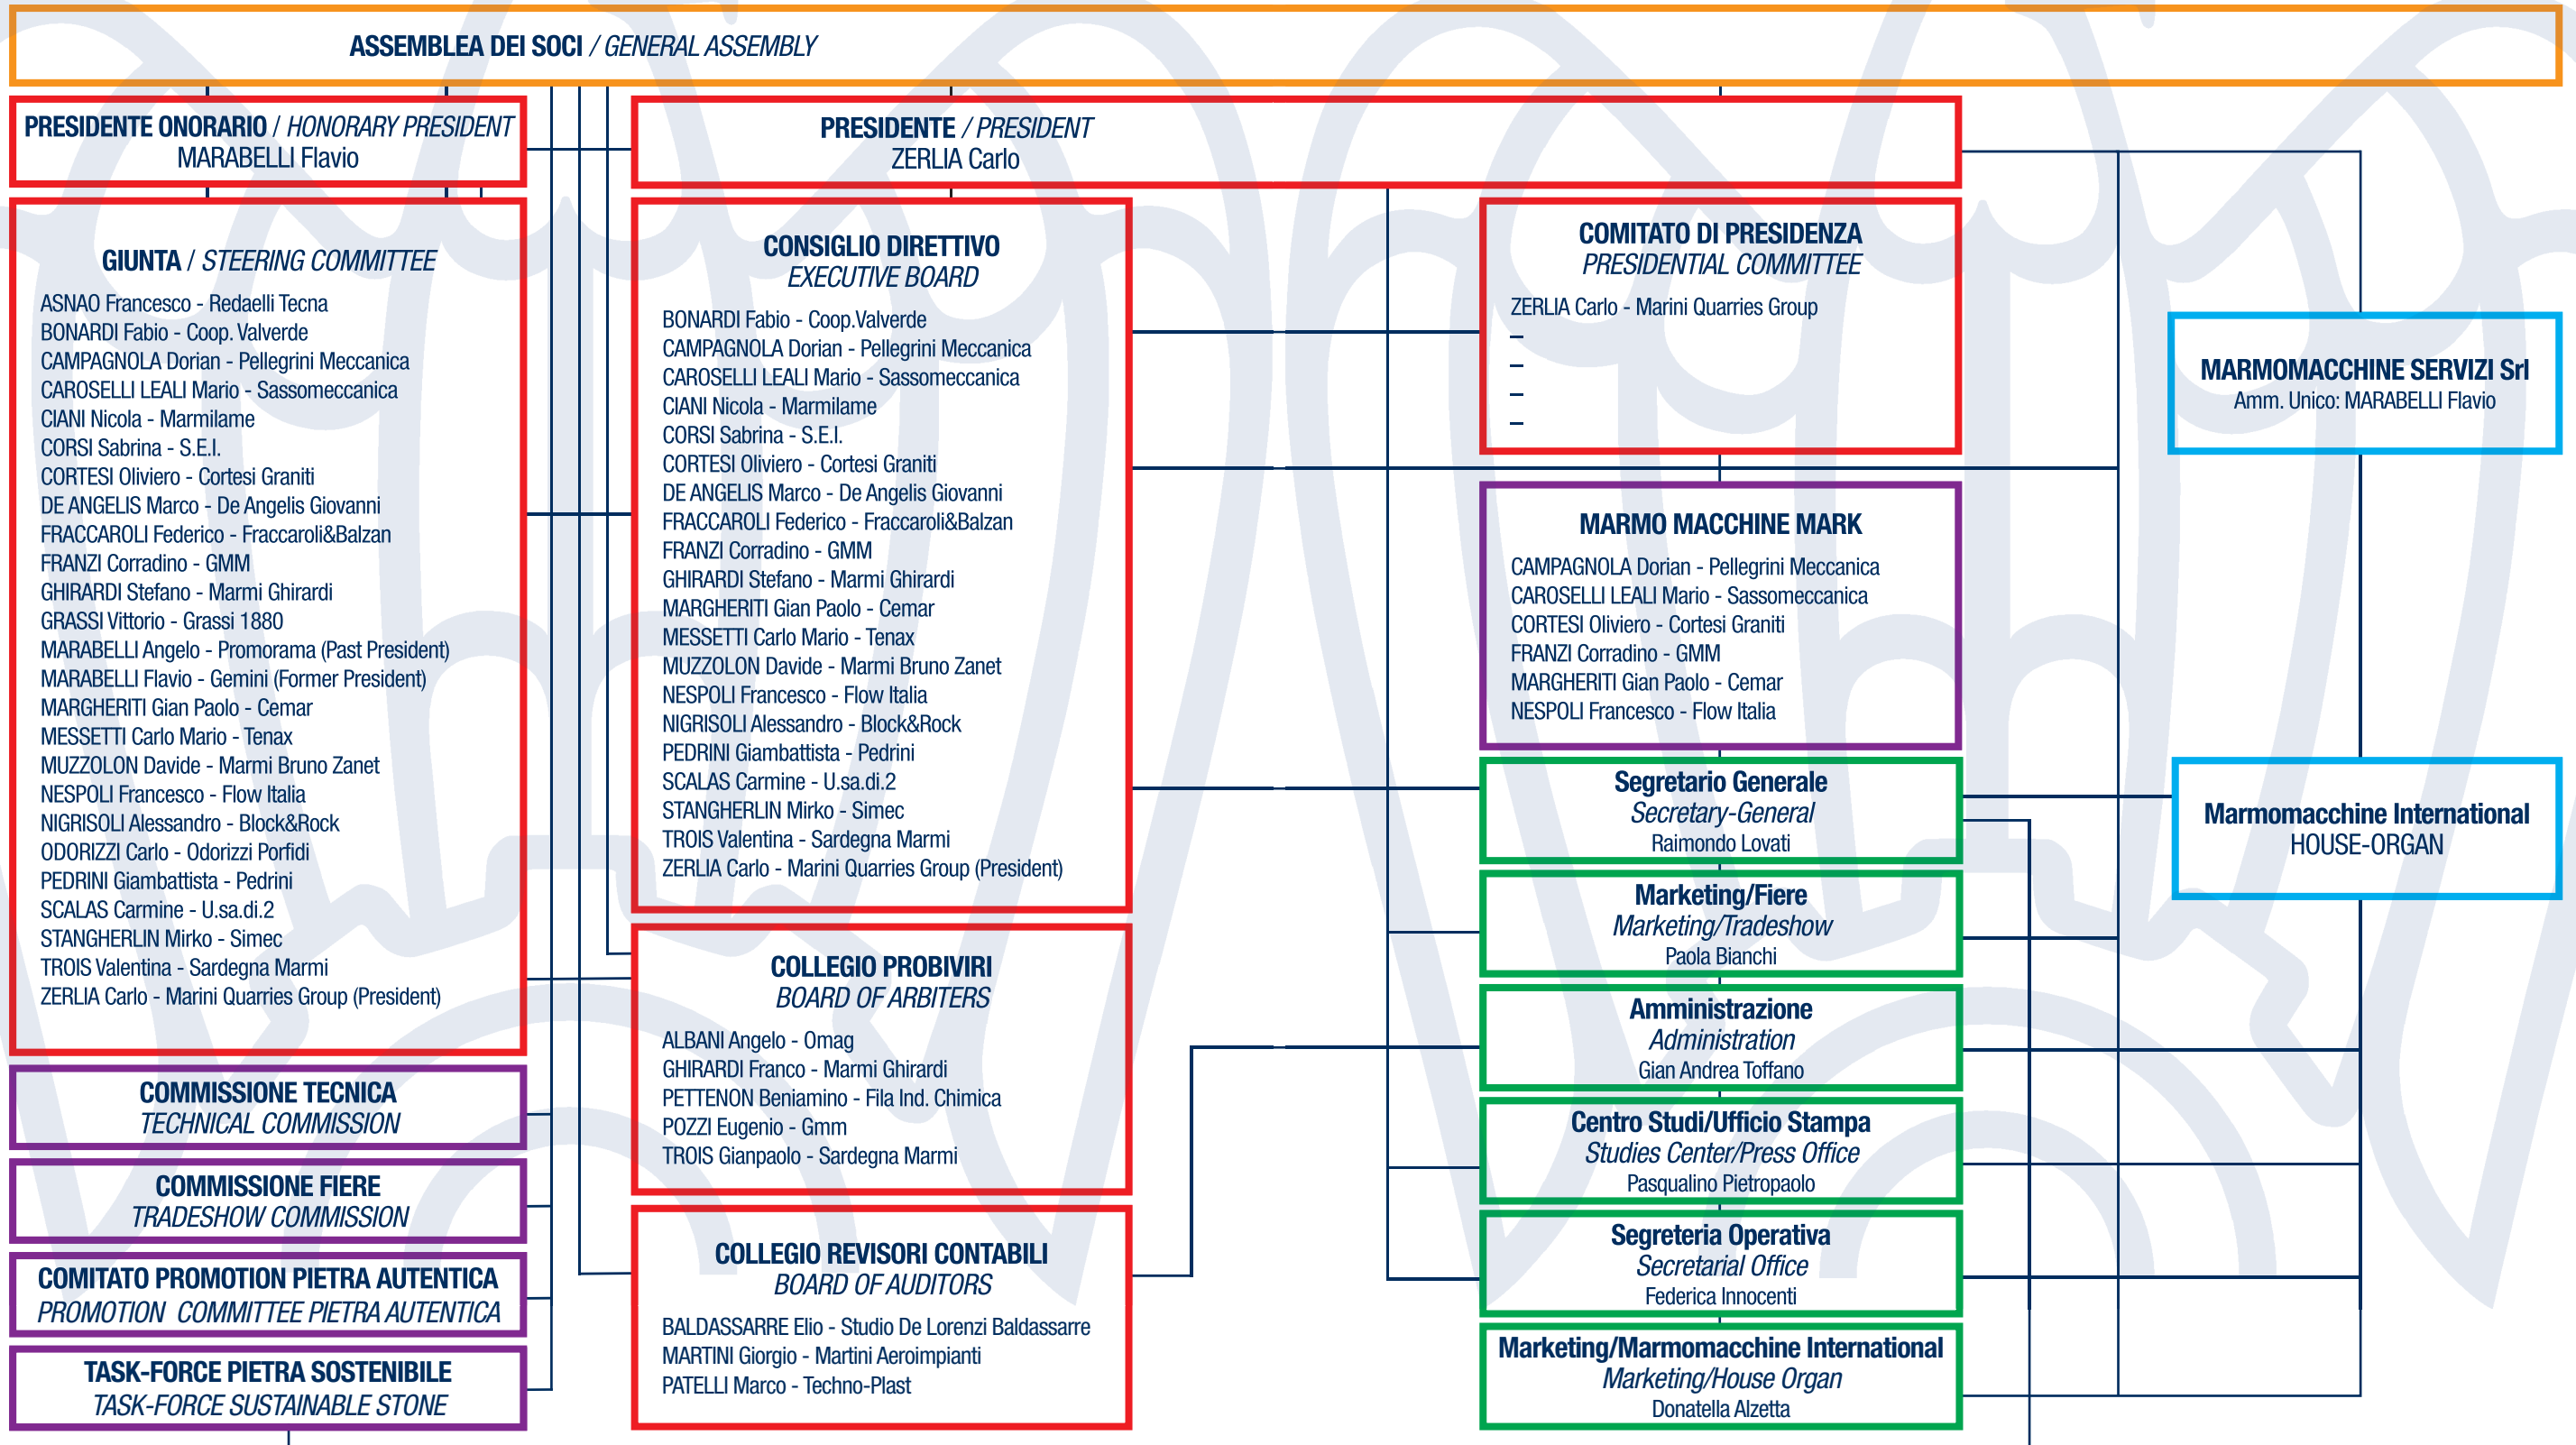 ASSEMBLEA DEI SOCI / GENERAL ASSEMBLY
PRESIDENTE ONORARIO / HONORARY PRESIDENT
MARABELLI Flavio
PRESIDENTE / PRESIDENT
ZERLIA Carlo
GIUNTA / STEERING COMMITTEE
ASNAO Francesco - Redaelli Tecna
BONARDI Fabio - Coop. Valverde
CAMPAGNOLA Dorian - Pellegrini Meccanica
CAROSELLI LEALI Mario - Sassomeccanica
CIANI Nicola - Marmilame
CORSI Sabrina - S.E.I.
CORTESI Oliviero - Cortesi Graniti
DE ANGELIS Marco - De Angelis Giovanni
FRACCAROLI Federico - Fraccaroli&Balzan
FRANZI Corradino - GMM
GHIRARDI Stefano - Marmi Ghirardi
GRASSI Vittorio - Grassi 1880
MARABELLI Angelo - Promorama (Past President)
MARABELLI Flavio - Gemini (Former President)
MARGHERITI Gian Paolo - Cemar
MESSETTI Carlo Mario - Tenax
MUZZOLON Davide - Marmi Bruno Zanet
NESPOLI Francesco - Flow Italia
NIGRISOLI Alessandro - Block&Rock
ODORIZZI Carlo - Odorizzi Porfidi
PEDRINI Giambattista - Pedrini
SCALAS Carmine - U.sa.di.2
STANGHERLIN Mirko - Simec
TROIS Valentina - Sardegna Marmi
ZERLIA Carlo - Marini Quarries Group (President)
COMMISSIONE TECNICA
TECHNICAL COMMISSION
COMMISSIONE FIERE
TRADESHOW COMMISSION
COMITATO PROMOTION PIETRA AUTENTICA
PROMOTION COMMITTEE PIETRA AUTENTICA
TASK-FORCE PIETRA SOSTENIBILE
TASK-FORCE SUSTAINABLE STONE
CONSIGLIO DIRETTIVO
EXECUTIVE BOARD
BONARDI Fabio - Coop.Valverde
CAMPAGNOLA Dorian - Pellegrini Meccanica
CAROSELLI LEALI Mario - Sassomeccanica
CIANI Nicola - Marmilame
CORSI Sabrina - S.E.I.
CORTESI Oliviero - Cortesi Graniti
DE ANGELIS Marco - De Angelis Giovanni
FRACCAROLI Federico - Fraccaroli&Balzan
FRANZI Corradino - GMM
GHIRARDI Stefano - Marmi Ghirardi
MARGHERITI Gian Paolo - Cemar
MESSETTI Carlo Mario - Tenax
MUZZOLON Davide - Marmi Bruno Zanet
NESPOLI Francesco - Flow Italia
NIGRISOLI Alessandro - Block&Rock
PEDRINI Giambattista - Pedrini
SCALAS Carmine - U.sa.di.2
STANGHERLIN Mirko - Simec
TROIS Valentina - Sardegna Marmi
ZERLIA Carlo - Marini Quarries Group (President)
COLLEGIO PROBIVIRI
BOARD OF ARBITERS
ALBANI Angelo - Omag
GHIRARDI Franco - Marmi Ghirardi
PETTENON Beniamino - Fila Ind. Chimica
POZZI Eugenio - Gmm
TROIS Gianpaolo - Sardegna Marmi
COLLEGIO REVISORI CONTABILI
BOARD OF AUDITORS
BALDASSARRE Elio - Studio De Lorenzi Baldassarre
MARTINI Giorgio - Martini Aeroimpianti
PATELLI Marco - Techno-Plast
COMITATO DI PRESIDENZA
PRESIDENTIAL COMMITTEE
ZERLIA Carlo - Marini Quarries Group
–
–
–
–
MARMO MACCHINE MARK
CAMPAGNOLA Dorian - Pellegrini Meccanica
CAROSELLI LEALI Mario - Sassomeccanica
CORTESI Oliviero - Cortesi Graniti
FRANZI Corradino - GMM
MARGHERITI Gian Paolo - Cemar
NESPOLI Francesco - Flow Italia
Segretario Generale
Secretary-General
Raimondo Lovati
Marketing/Fiere
Marketing/Tradeshow
Paola Bianchi
Amministrazione
Administration
Gian Andrea Toffano
Centro Studi/Ufficio Stampa
Studies Center/Press Office
Pasqualino Pietropaolo
Segreteria Operativa
Secretarial Office
Federica Innocenti
Marketing/Marmomacchine International
Marketing/House Organ
Donatella Alzetta
MARMOMACCHINE SERVIZI Srl
Amm. Unico: MARABELLI Flavio
Marmomacchine International
HOUSE-ORGAN